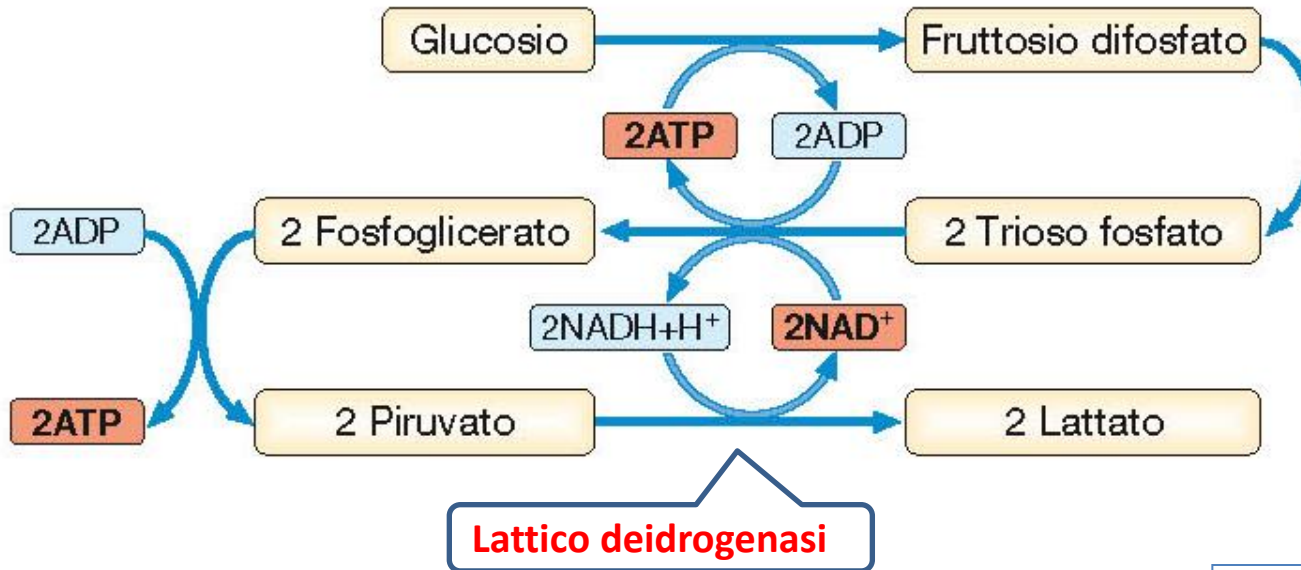 Glucosio
Fruttosio difosfato
2ATP
2ADP
2ADP
2 Fosfoglicerato
2 Trioso fosfato
2NADH+H⁺
2NAD⁺
2ATP
2 Piruvato
2 Lattato
Lattico deidrogenasi